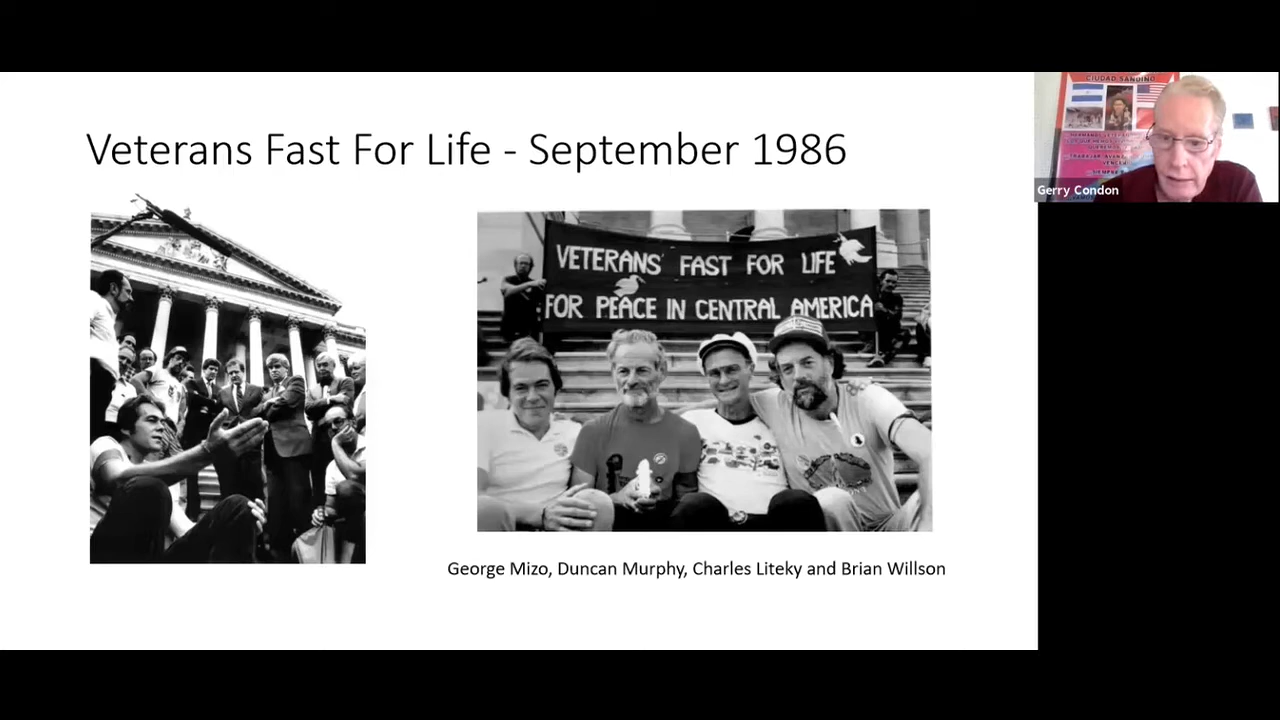 Veterans Fast For Life - September 1986
CIUDAD SANDINO
Gerry Condon
VETERANS' FAST FOR LIFE
FOR PEACE IN CENTRAL AMERICA
George Mizo, Duncan Murphy, Charles Liteky and Brian Willson